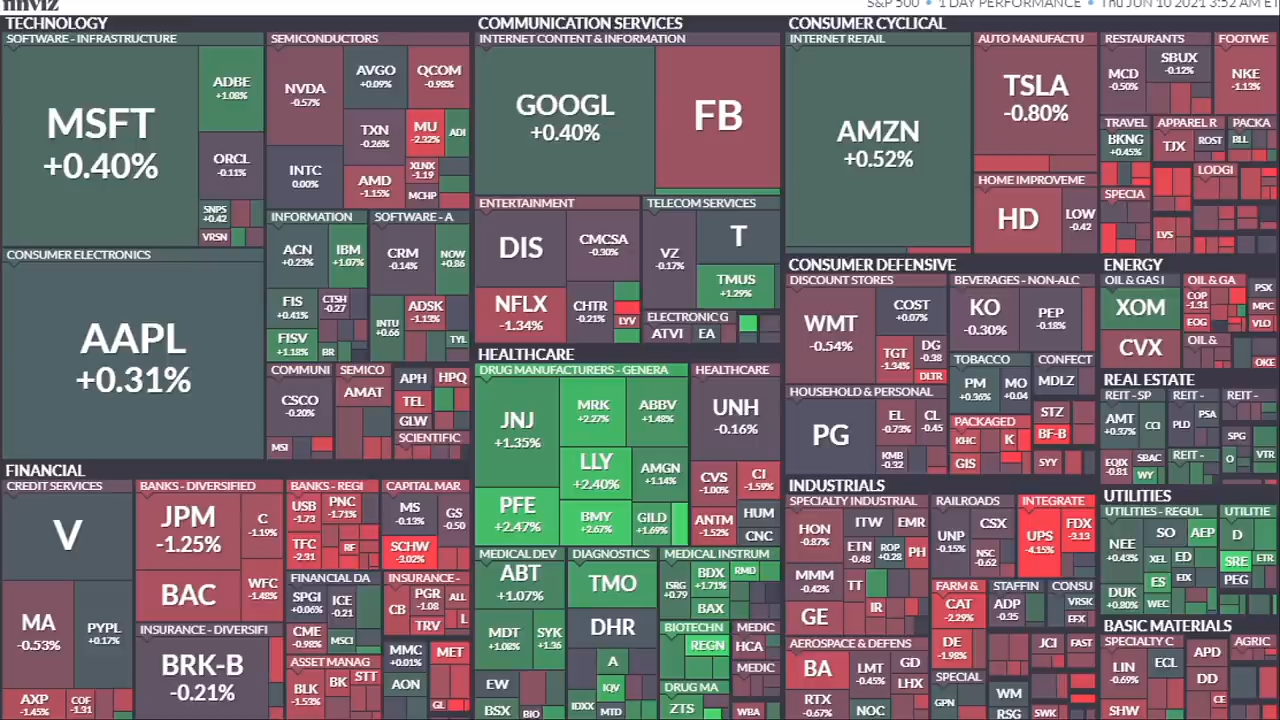 finviz
S&P 500 • 1 DAY PERFORMANCE • Thu JUN 10 2021 3:52 AM ET
TECHNOLOGY
SOFTWARE - INFRASTRUCTURE
MSFT
+0.40%
ADBE
+1.08%
ORCL
-0.11%
SNPS
+0.42
VRSN
CONSUMER ELECTRONICS
AAPL
+0.31%
SEMICONDUCTORS
NVDA
-0.57%
AVGO
+0.09%
QCOM
-0.98%
TXN
-0.26%
MU
-2.32%
ADI
INTC
0.00%
AMD
-1.15%
XLNX
-1.19
MCHP
INFORMATION
ACN
+0.23%
IBM
+1.07%
FIS
+0.41%
CTSH
-0.27
FISV
+1.18%
BR
SOFTWARE - A
CRM
-0.14%
NOW
+0.86
INTU
+0.66
ADSK
-1.13%
TYL
COMMUNI
CSCO
-0.20%
MSI
SEMICO
AMAT
APH
HPQ
TEL
GLW
SCIENTIFIC
COMMUNICATION SERVICES
INTERNET CONTENT & INFORMATION
GOOGL
+0.40%
FB
ENTERTAINMENT
DIS
CMCSA
-0.30%
NFLX
-1.34%
CHTR
-0.21%
LYV
TELECOM SERVICES
VZ
-0.17%
T
TMUS
+1.29%
ELECTRONIC G
ATVI
EA
CONSUMER CYCLICAL
INTERNET RETAIL
AMZN
+0.52%
AUTO MANUFACTU
TSLA
-0.80%
HOME IMPROVEME
HD
LOW
-0.42
RESTAURANTS
MCD
-0.50%
SBUX
-0.12%
FOOTWE
NKE
-1.13%
TRAVEL
BKNG
+0.45%
APPAREL R
TJX
ROST
PACKA
BLL
SPECIA
LODGI
LVS
HEALTHCARE
DRUG MANUFACTURERS - GENERA
JNJ
+1.35%
MRK
+2.27%
ABBV
+1.48%
LLY
+2.40%
AMGN
+1.14%
PFE
+2.47%
BMY
+2.67%
GILD
+1.69%
HEALTHCARE
UNH
-0.16%
CVS
-1.00%
CI
-1.59%
ANTM
-1.52%
HUM
CNC
MEDICAL DEV
ABT
+1.07%
MDT
+1.08%
SYK
+1.36
EW
BSX
BIO
DIAGNOSTICS
TMO
DHR
A
IQV
IDXX
MTD
MEDICAL INSTRUM
ISRG
+0.79
BDX
+1.71%
RMD
BAX
BIOTECHN
REGN
MEDIC
HCA
MEDIC
DRUG MA
ZTS
WBA
CONSUMER DEFENSIVE
DISCOUNT STORES
WMT
-0.54%
COST
+0.07%
TGT
-1.34%
DG
-0.38
DLTR
BEVERAGES - NON-ALC
KO
-0.30%
PEP
-0.18%
HOUSEHOLD & PERSONAL
PG
EL
-0.73%
CL
-0.45
KMB
-0.32
TOBACCO
PM
+0.36%
MO
+0.04
CONFECT
MDLZ
PACKAGED
KHC
K
GIS
STZ
BF-B
SYY
ENERGY
OIL & GAS I
XOM
CVX
OIL & GA
COP
-1.31
EOG
PSX
MPC
VLO
OIL &
OKE
REAL ESTATE
REIT - SP
AMT
+0.37%
CCI
EQIX
-0.31
SBAC
WY
REIT -
PLD
PSA
REIT -
REIT -
SPG
O
VTR
FINANCIAL
CREDIT SERVICES
V
MA
-0.53%
PYPL
+0.17%
AXP
-1.45%
COF
-1.31
BANKS - DIVERSIFIED
JPM
-1.25%
C
-1.19%
BAC
WFC
-1.48%
INSURANCE - DIVERSIFI
BRK-B
-0.21%
BANKS - REGI
USB
-1.73
PNC
-1.71%
TFC
-2.31
RF
CAPITAL MAR
MS
-0.13%
GS
-0.50
SCHW
-3.02%
FINANCIAL DA
SPGI
+0.06%
ICE
-0.21
CME
-0.98%
MSCI
INSURANCE -
CB
PGR
-1.08
ALL
TRV
L
ASSET MANAG
BLK
-1.53%
BK
STT
MMC
+0.01%
MET
AON
GL
INDUSTRIALS
SPECIALTY INDUSTRIAL
HON
-0.87%
ITW
EMR
ETN
-0.48
ROP
+0.28
PH
MMM
-0.42%
TT
GE
IR
RAILROADS
UNP
-0.15%
CSX
NSC
-0.62
INTEGRATE
UPS
-4.15%
FDX
-3.13
AEROSPACE & DEFENS
BA
LMT
-0.45%
GD
LHX
RTX
-0.67%
NOC
FARM &
CAT
-2.29%
DE
-1.98%
STAFFIN
ADP
-0.35
CONSU
VRSK
EFX
JCI
FAST
SPECIAL
GPN
WM
RSG
SWK
UTILITIES
UTILITIES - REGUL
NEE
+0.43%
SO
AEP
XEL
ED
ES
EIX
DUK
+0.80%
WEC
UTILITIE
D
SRE
ETR
PEG
BASIC MATERIALS
SPECIALTY C
LIN
-0.69%
ECL
APD
DD
SHW
CE
AGRIC